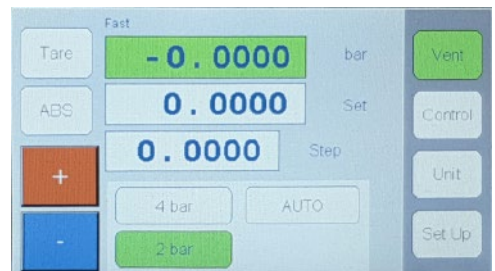 Fast
Tare -0.0000 bar Vent
ABS 0.0000 Set Control
0.0000 Step
+ Unit
4 bar AUTO
- 2 bar Set Up